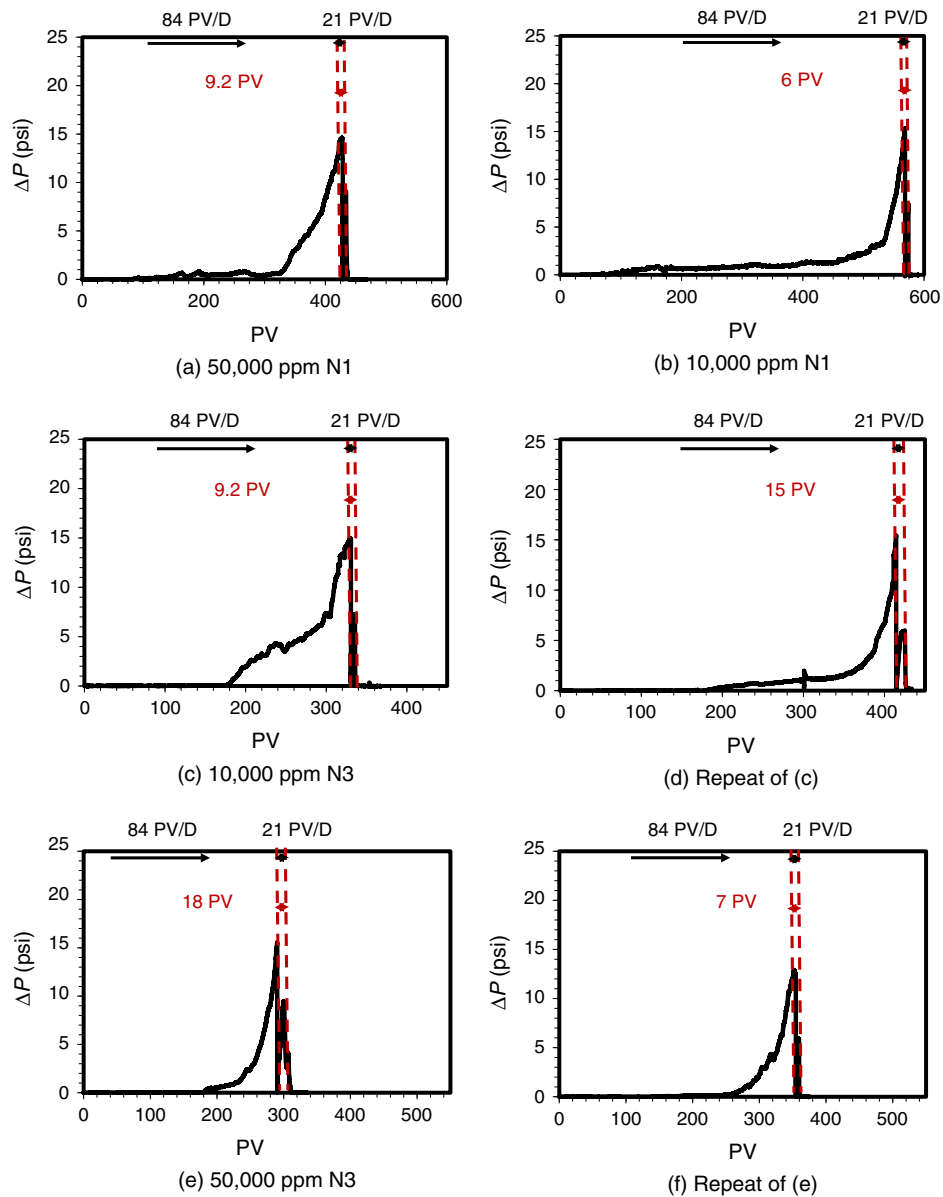 84 PV/D 21 PV/D
25
20
15
10
5
0
ΔP (psi)
9.2 PV
0 200 400 600
PV
(a) 50,000 ppm N1
84 PV/D 21 PV/D
25
20
15
10
5
0
ΔP (psi)
6 PV
0 200 400 600
PV
(b) 10,000 ppm N1
84 PV/D 21 PV/D
25
20
15
10
5
0
ΔP (psi)
9.2 PV
0 100 200 300 400
PV
(c) 10,000 ppm N3
84 PV/D 21 PV/D
25
20
15
10
5
0
ΔP (psi)
15 PV
0 100 200 300 400
PV
(d) Repeat of (c)
84 PV/D 21 PV/D
25
20
15
10
5
0
ΔP (psi)
18 PV
0 100 200 300 400 500
PV
(e) 50,000 ppm N3
84 PV/D 21 PV/D
25
20
15
10
5
0
ΔP (psi)
7 PV
0 100 200 300 400 500
PV
(f) Repeat of (e)